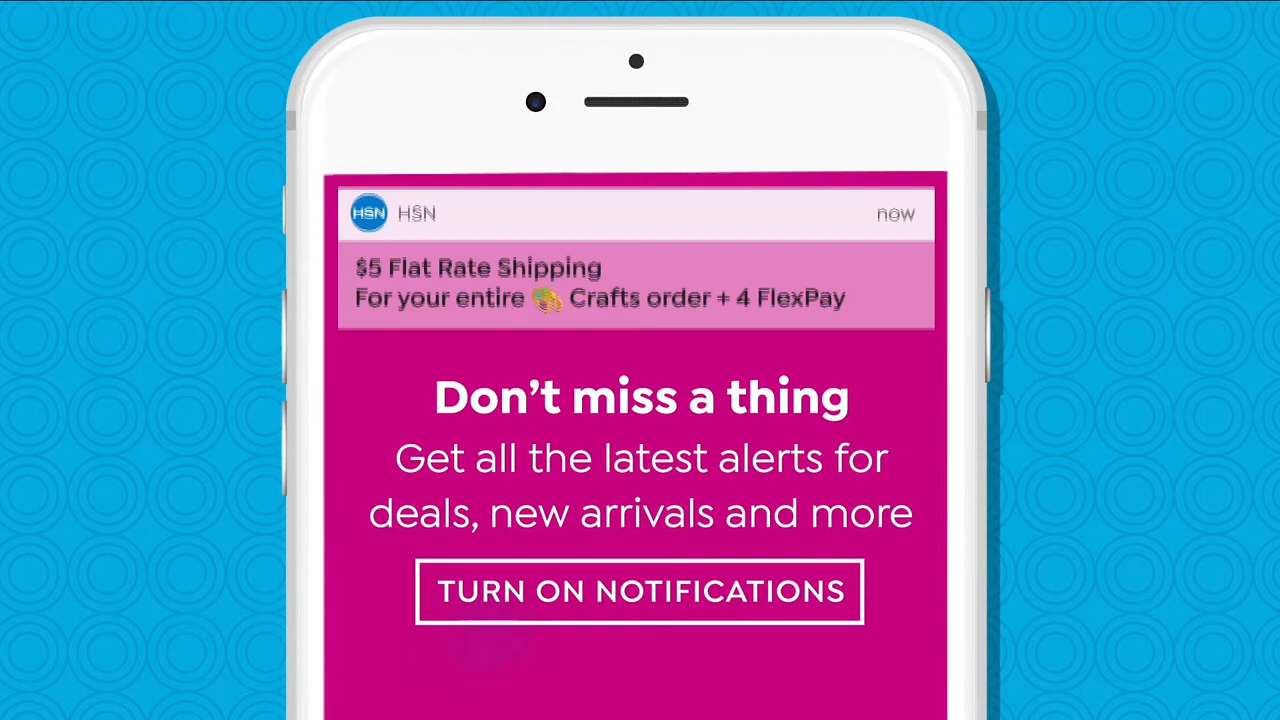 HSN HSN now
$5 Flat Rate Shipping
For your entire 🎨 Crafts order + 4 FlexPay
Don't miss a thing
Get all the latest alerts for
deals, new arrivals and more
TURN ON NOTIFICATIONS